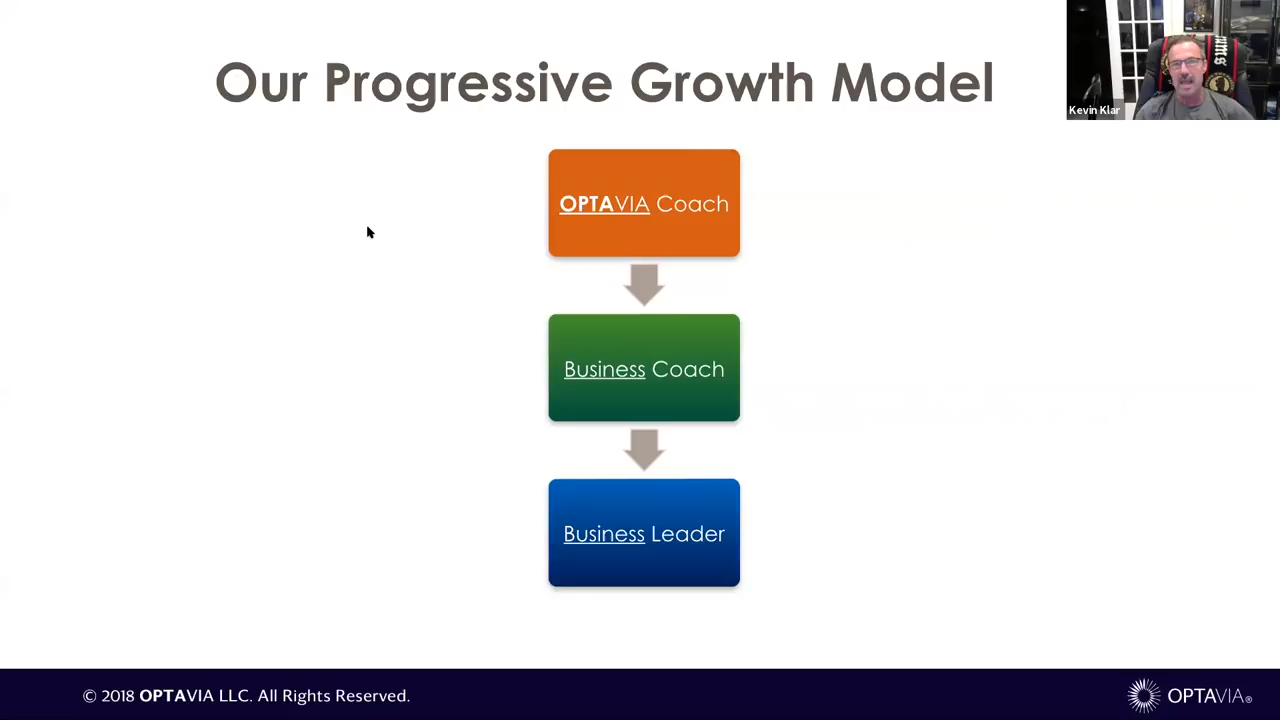 Our Progressive Growth Model
Kevin Klar
OPTAVIA Coach
Business Coach
Business Leader
© 2018 OPTAVIA LLC. All Rights Reserved.
OPTAVIA®